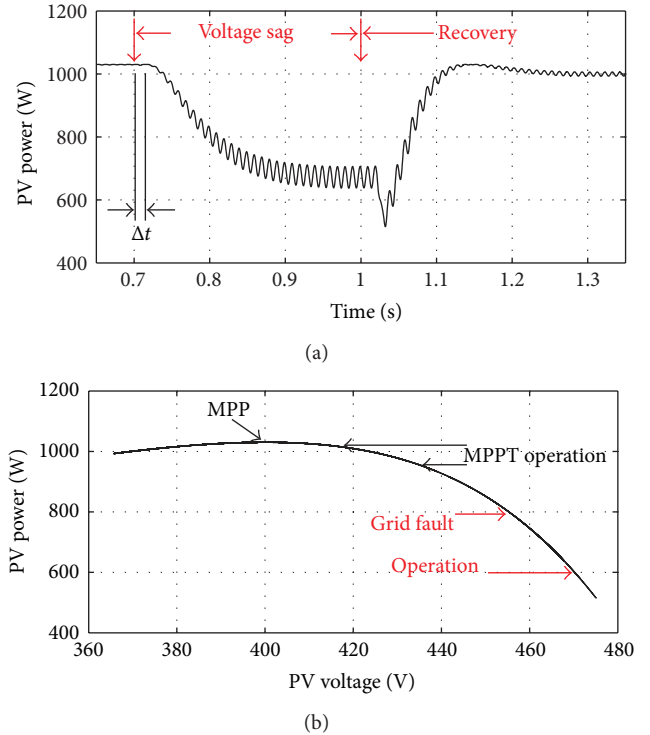 (a)
Voltage sag
Recovery
1200
1000
800
600
400
PV power (W)
Δt
0.7
0.8
0.9
1
1.1
1.2
1.3
Time (s)
(a)
1200
1000
800
600
400
PV power (W)
MPP
MPPT operation
Grid fault
Operation
360
380
400
420
440
460
480
PV voltage (V)
(b)